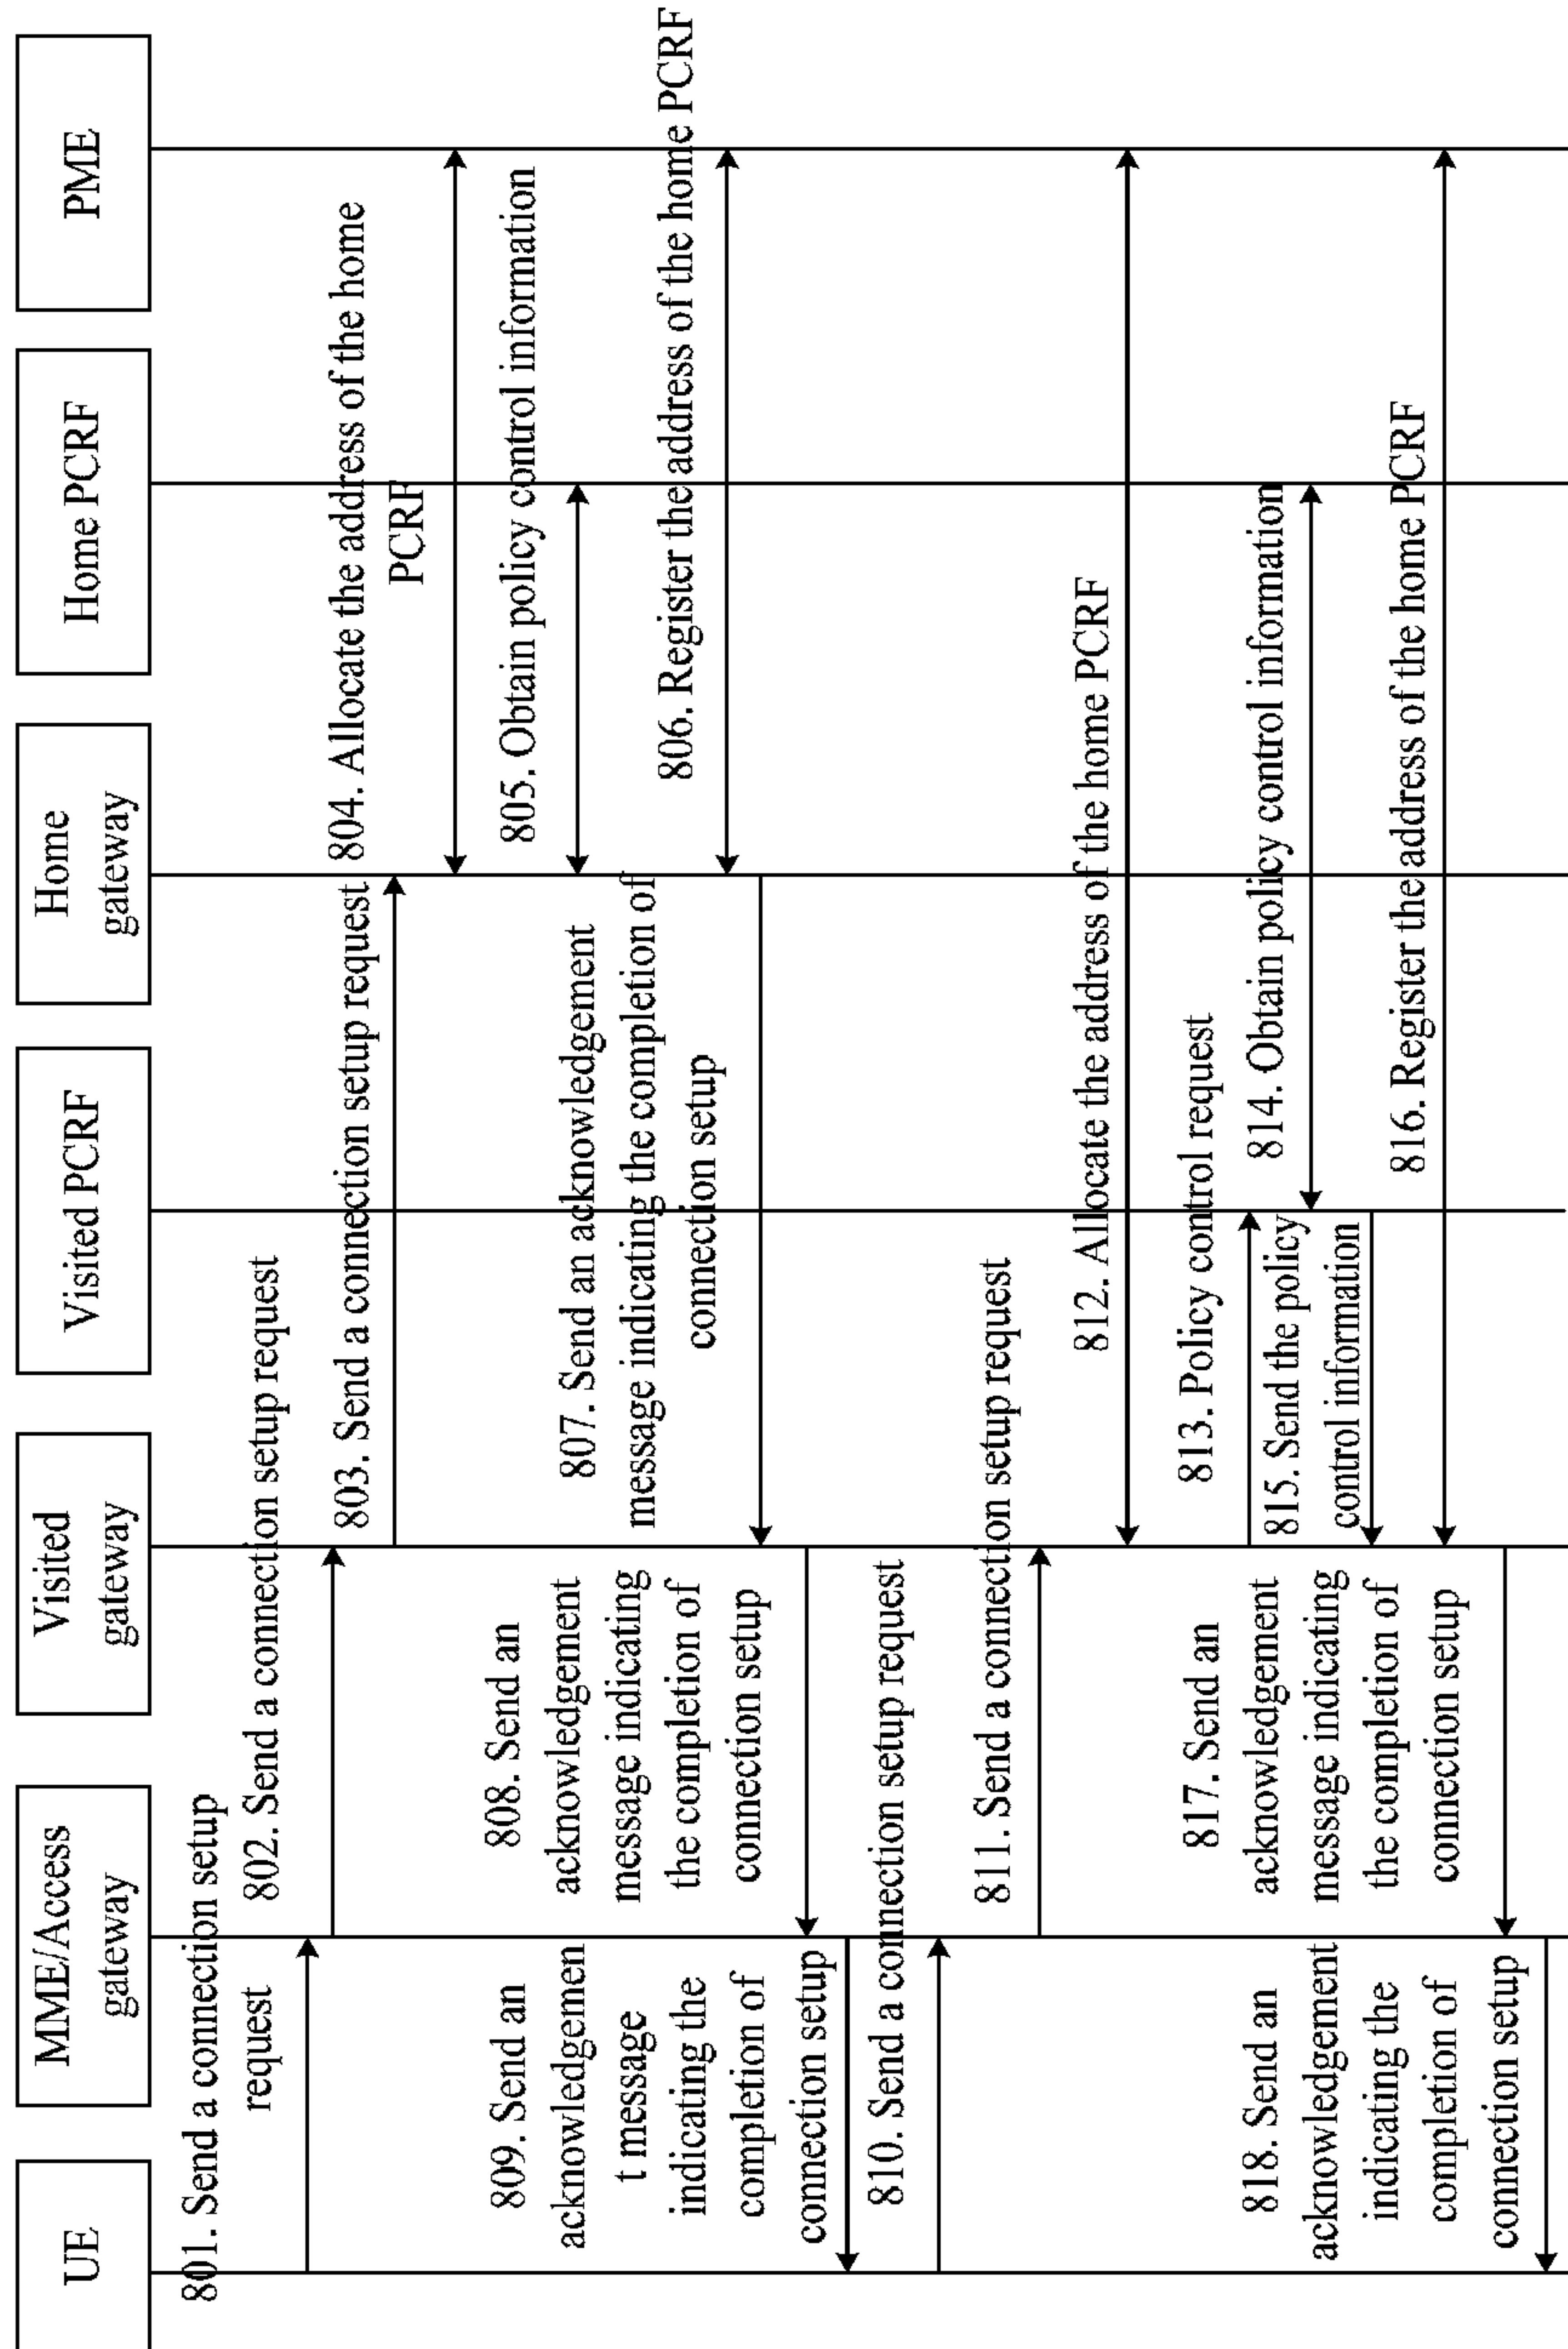 UE
MME/Access
gateway
Visited
gateway
Visited PCRF
Home
gateway
Home PCRF
PME
801. Send a connection setup
request
802. Send a connection setup request
803. Send a connection setup request
804. Allocate the address of the home
PCRF
805. Obtain policy control information
806. Register the address of the home PCRF
807. Send an acknowledgement
message indicating the completion of
connection setup
808. Send an
acknowledgement
message indicating
the completion of
connection setup
809. Send an
acknowledgemen
t message
indicating the
completion of
connection setup
810. Send a connection setup request
811. Send a connection setup request
812. Allocate the address of the home PCRF
813. Policy control request
814. Obtain policy control information
815. Send the policy
control information
816. Register the address of the home PCRF
817. Send an
acknowledgement
message indicating
the completion of
connection setup
818. Send an
acknowledgement
indicating the
completion of
connection setup